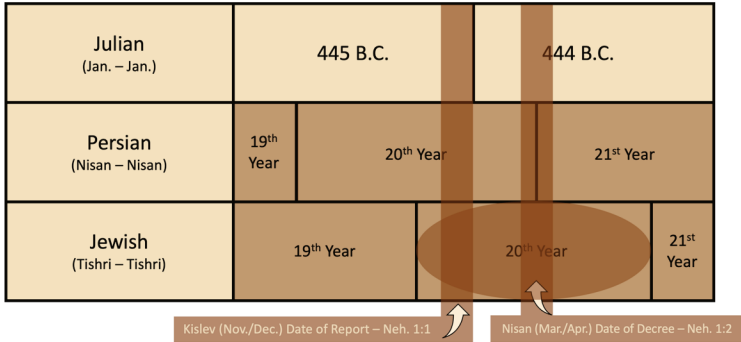 Julian
(Jan. – Jan.)
445 B.C.
444 B.C.
Persian
(Nisan – Nisan)
19th
Year
20th Year
21st Year
Jewish
(Tishri – Tishri)
19th Year
20th Year
21st
Year
Kislev (Nov./Dec.) Date of Report – Neh. 1:1
Nisan (Mar./Apr.) Date of Decree – Neh. 1:2